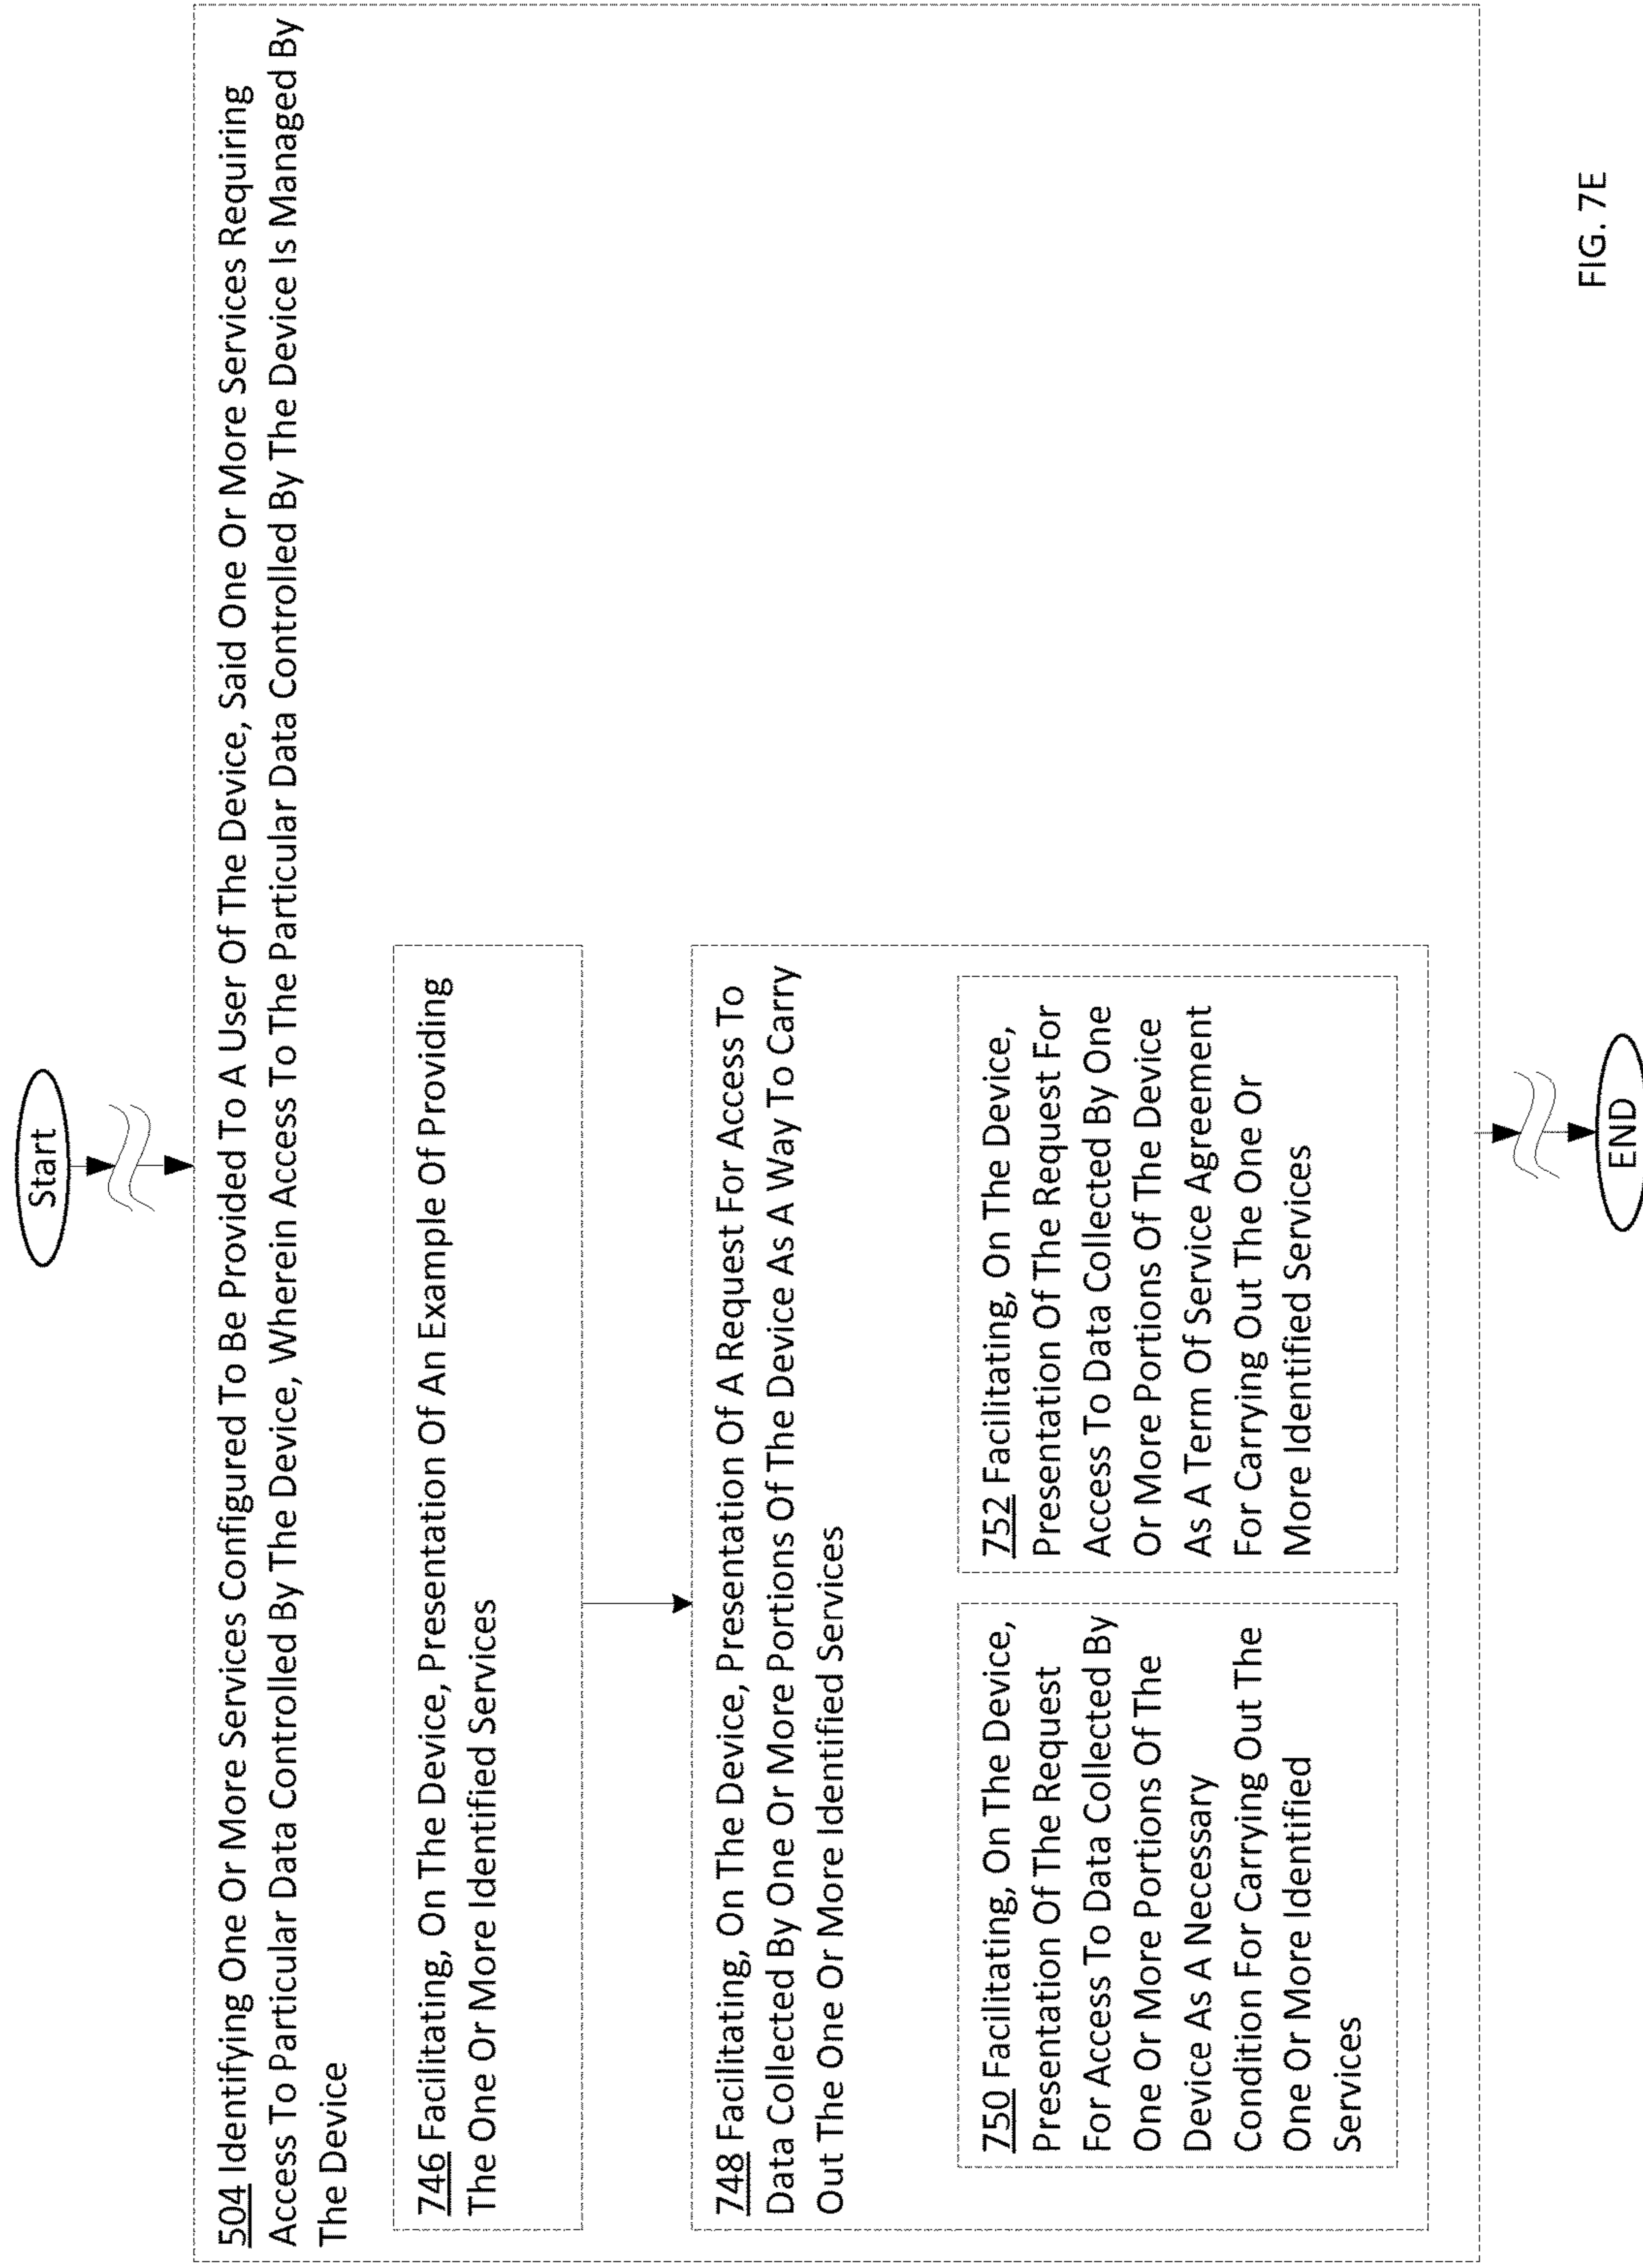 Start
504 Identifying One Or More Services Configured To Be Provided To A User Of The Device, Said One Or More Services Requiring
Access To Particular Data Controlled By The Device, Wherein Access To The Particular Data Controlled By The Device Is Managed By
The Device
746 Facilitating, On The Device, Presentation Of An Example Of Providing
The One Or More Identified Services
748 Facilitating, On The Device, Presentation Of A Request For Access To
Data Collected By One Or More Portions Of The Device As A Way To Carry
Out The One Or More Identified Services
750 Facilitating, On The Device,
Presentation Of The Request
For Access To Data Collected By
One Or More Portions Of The
Device As A Necessary
Condition For Carrying Out The
One Or More Identified
Services
752 Facilitating, On The Device,
Presentation Of The Request For
Access To Data Collected By One
Or More Portions Of The Device
As A Term Of Service Agreement
For Carrying Out The One Or
More Identified Services
END
FIG. 7E